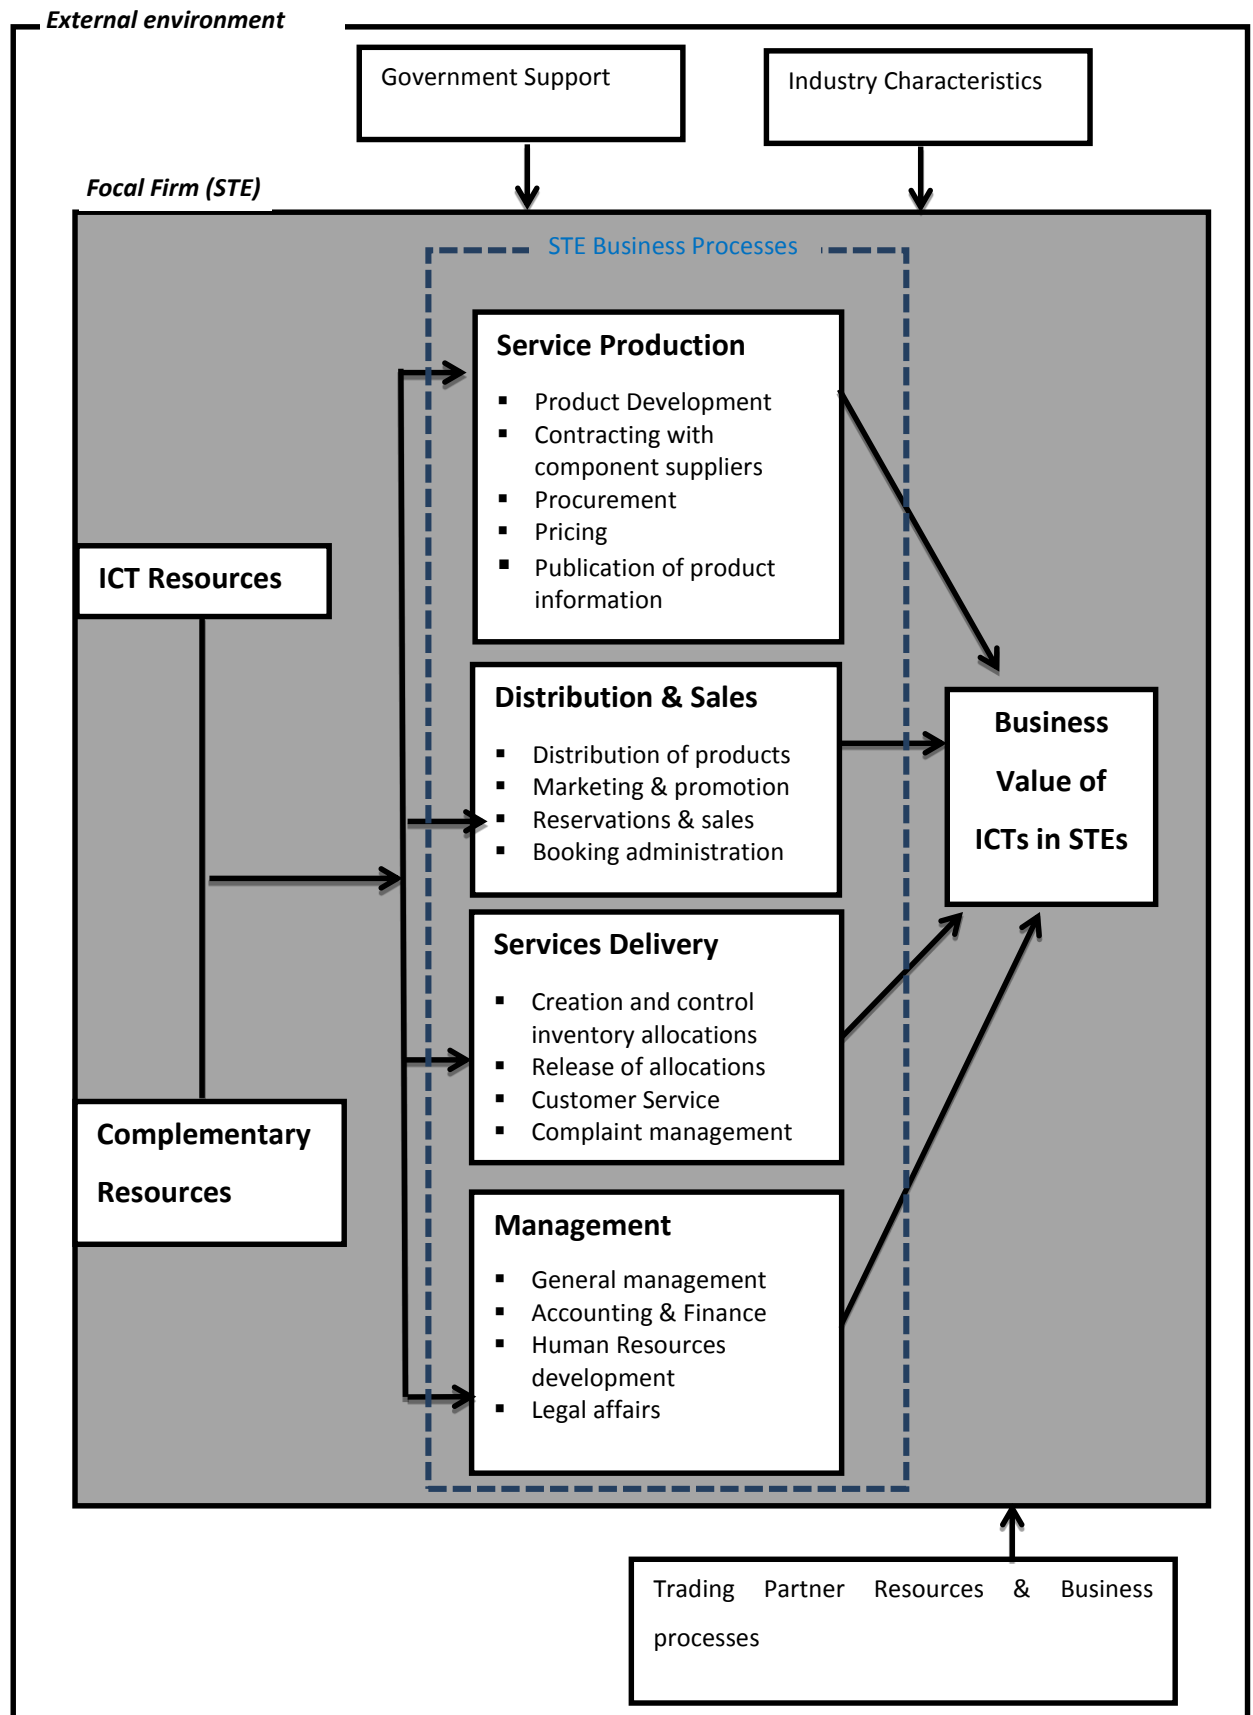 External environment
Government Support
Industry Characteristics
Focal Firm (STE)
STE Business Processes
Service Production
▪ Product Development
▪ Contracting with
component suppliers
▪ Procurement
▪ Pricing
▪ Publication of product
information
ICT Resources
Distribution & Sales
▪ Distribution of products
▪ Marketing & promotion
▪ Reservations & sales
▪ Booking administration
Business
Value of
ICTs in STEs
Services Delivery
▪ Creation and control
inventory allocations
▪ Release of allocations
▪ Customer Service
▪ Complaint management
Complementary
Resources
Management
▪ General management
▪ Accounting & Finance
▪ Human Resources
development
▪ Legal affairs
Trading Partner Resources & Business
processes